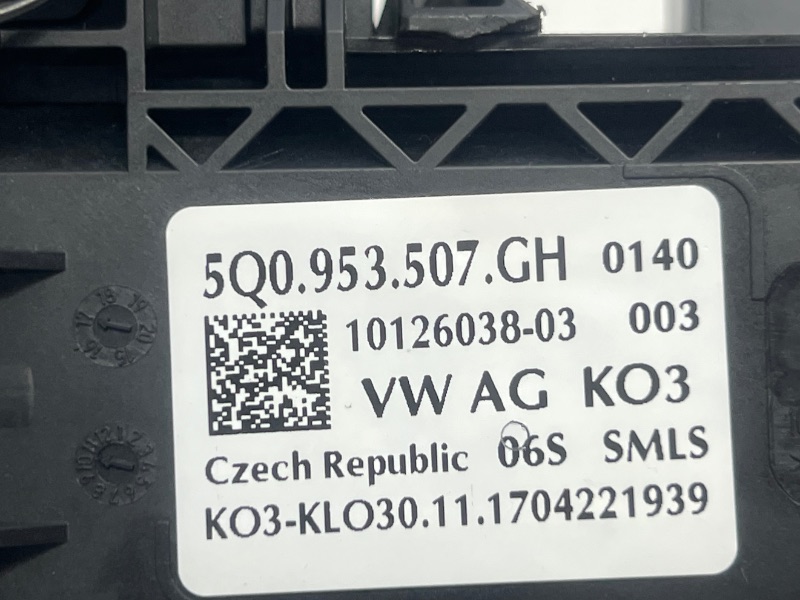 5Q0.953.507.GH 0140
10126038-03 003
VW AG KO3
Czech Republic 06S SMLS
KO3-KLO30.11.1704221939